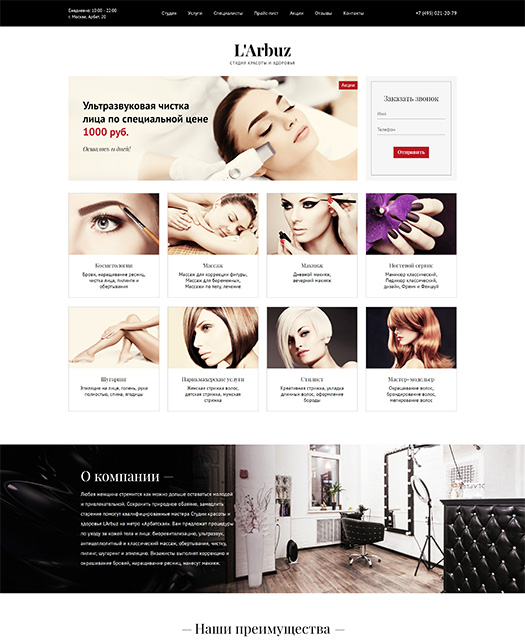 Ежедневно: 10:00 - 22:00
г. Москва, Арбат, 20
Студия Услуги Специалисты Прайс-лист Акции Отзывы Контакты
+7 (495) 021-20-79
L'Arbuz
СТУДИЯ КРАСОТЫ И ЗДОРОВЬЯ
Акция
Ультразвуковая чистка
лица по специальной цене
1000 руб.
Осталось 10 дней!
Заказать звонок
Имя
Телефон
Отправить
Косметология
Брови, наращивание ресниц,
чистка лица, пилинги и
обертывания
Массаж
Массаж для коррекции фигуры,
Массаж для беременных,
Массажи по телу, лечение
Макияж
Дневной макияж,
вечерний макияж
Ногтевой сервис
Маникюр классический,
Педикюр классический,
дизайн, Френч и Фенцуй
Шугаринг
Эпиляция на лице, голень, руки
полностью, спина, ягодицы
Парикмахерские услуги
Женская стрижка волос,
детская стрижка, мужская
стрижка
Стилист
Креативная стрижка, укладка
длинных волос, оформление
бороды
Мастер-модельер
Окрашивание волос,
брондирование волос,
мелирование волос
О компании —
Любая женщина стремится как можно дольше оставаться молодой
и привлекательной. Сохранить природное обаяние, замедлить
старение помогут квалифицированные мастера Студии красоты и
здоровья L'Arbuz на метро «Арбатская». Вам предложат процедуры
по уходу за кожей тела и лица: биоревитализацию, ультразвук,
антицеллюлитный и классический массаж, обертывание, чистку,
пилинг, шугаринг и эпиляцию. Визажисты выполнят коррекцию и
окрашивание бровей, наращивание ресниц, нанесут макияж.
— Наши преимущества —